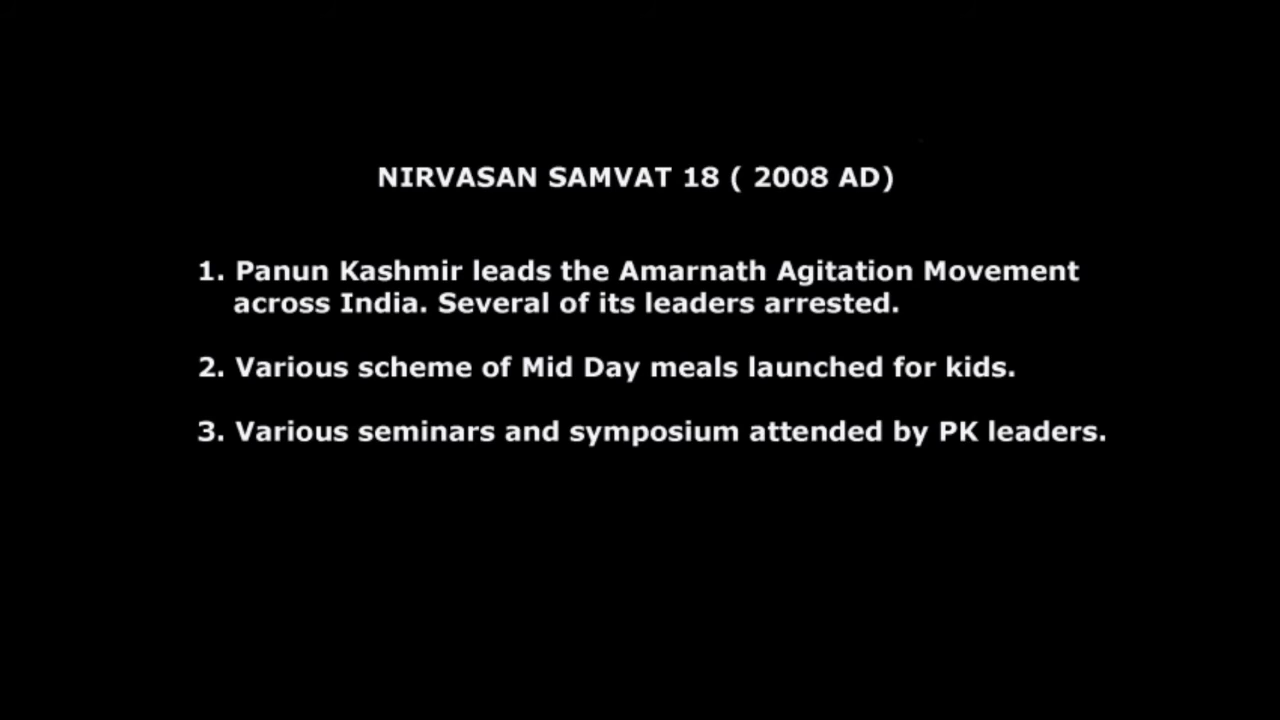 NIRVASAN SAMVAT 18 ( 2008 AD)
1. Panun Kashmir leads the Amarnath Agitation Movement
across India. Several of its leaders arrested.
2. Various scheme of Mid Day meals launched for kids.
3. Various seminars and symposium attended by PK leaders.